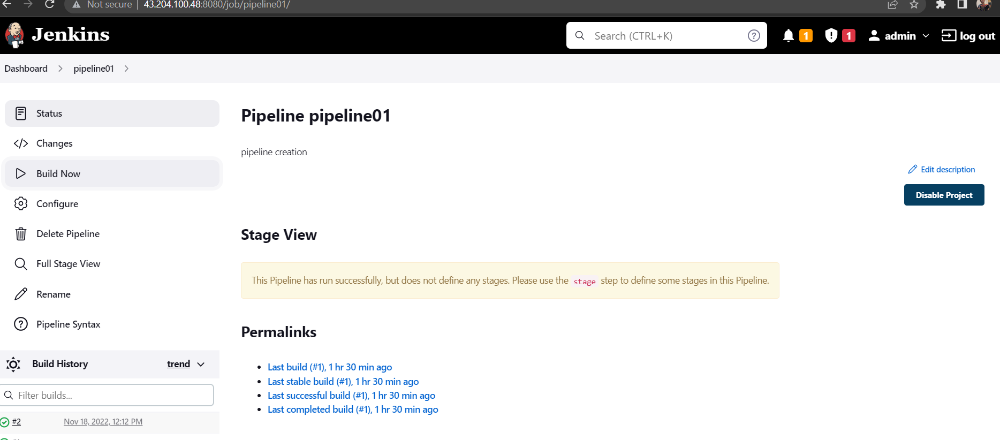 Not secure | 43.204.100.48:8080/job/pipeline01/
Jenkins
Search (CTRL+K)
?
1
1
admin
log out
Dashboard
pipeline01
Status
Changes
Build Now
Configure
Delete Pipeline
Full Stage View
Rename
Pipeline Syntax
Build History
trend
Filter builds...
#2
Nov 18, 2022, 12:12 PM
Pipeline pipeline01
pipeline creation
Edit description
Disable Project
Stage View
This Pipeline has run successfully, but does not define any stages. Please use the stage step to define some stages in this Pipeline.
Permalinks
Last build (#1), 1 hr 30 min ago
Last stable build (#1), 1 hr 30 min ago
Last successful build (#1), 1 hr 30 min ago
Last completed build (#1), 1 hr 30 min ago